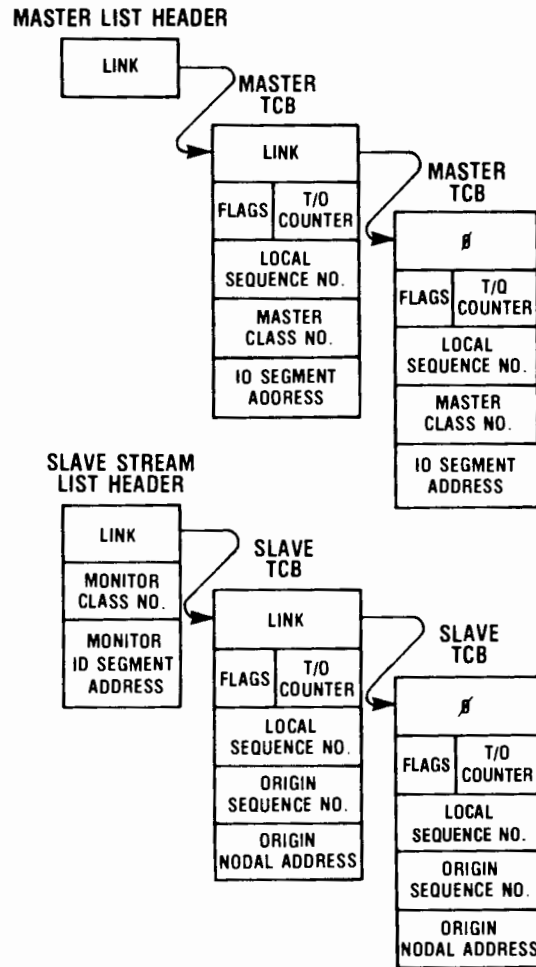 MASTER LIST HEADER
LINK
MASTER
TCB
LINK
FLAGS
T/O
COUNTER
LOCAL
SEQUENCE NO.
MASTER
CLASS NO.
ID SEGMENT
ADDRESS
MASTER
TCB
Ø
FLAGS
T/O
COUNTER
LOCAL
SEQUENCE NO.
MASTER
CLASS NO.
ID SEGMENT
ADDRESS
SLAVE STREAM
LIST HEADER
LINK
MONITOR
CLASS NO.
MONITOR
ID SEGMENT
ADDRESS
SLAVE
TCB
LINK
FLAGS
T/O
COUNTER
LOCAL
SEQUENCE NO.
ORIGIN
SEQUENCE NO.
ORIGIN
NODAL ADDRESS
SLAVE
TCB
Ø
FLAGS
T/O
COUNTER
LOCAL
SEQUENCE NO.
ORIGIN
SEQUENCE NO.
ORIGIN
NODAL ADDRESS